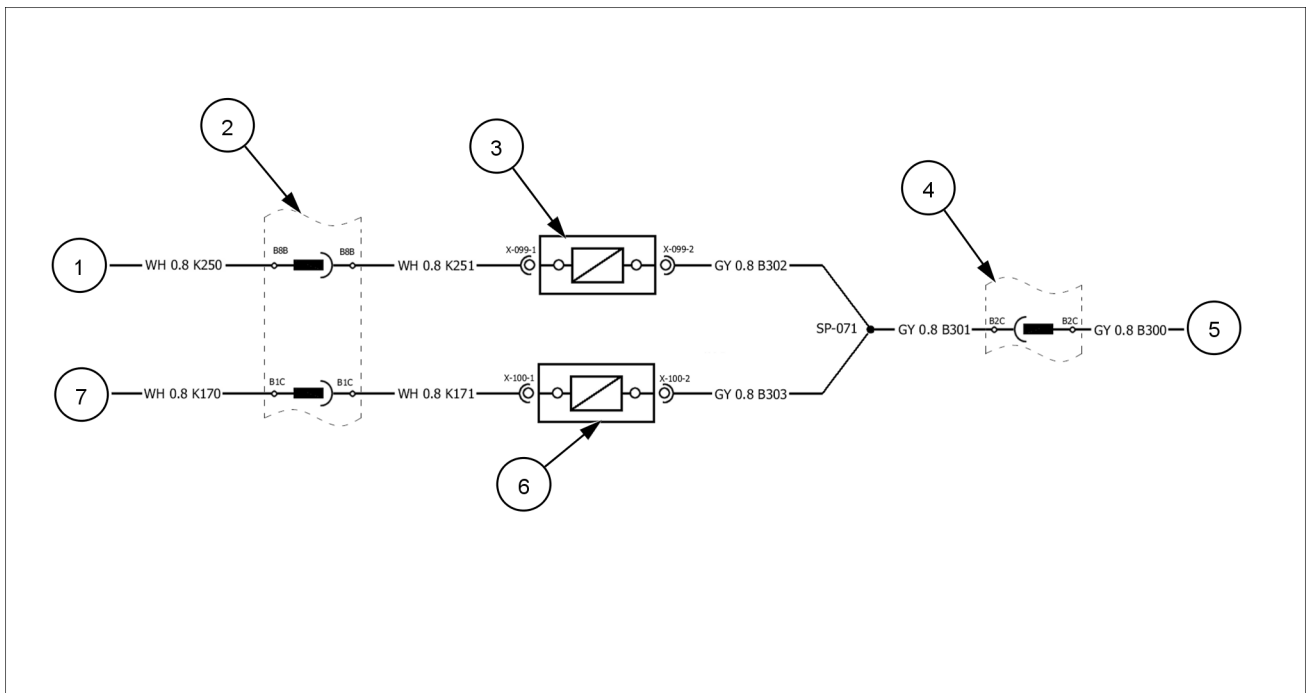 2
3
4
B8B B8B X-099-1 X-099-2
1 WH 0.8 K250 WH 0.8 K251 GY 0.8 B302
B2C B2C
SP-071 GY 0.8 B301 GY 0.8 B300 5
B1C B1C X-100-1 X-100-2
7 WH 0.8 K170 WH 0.8 K171 GY 0.8 B303
6